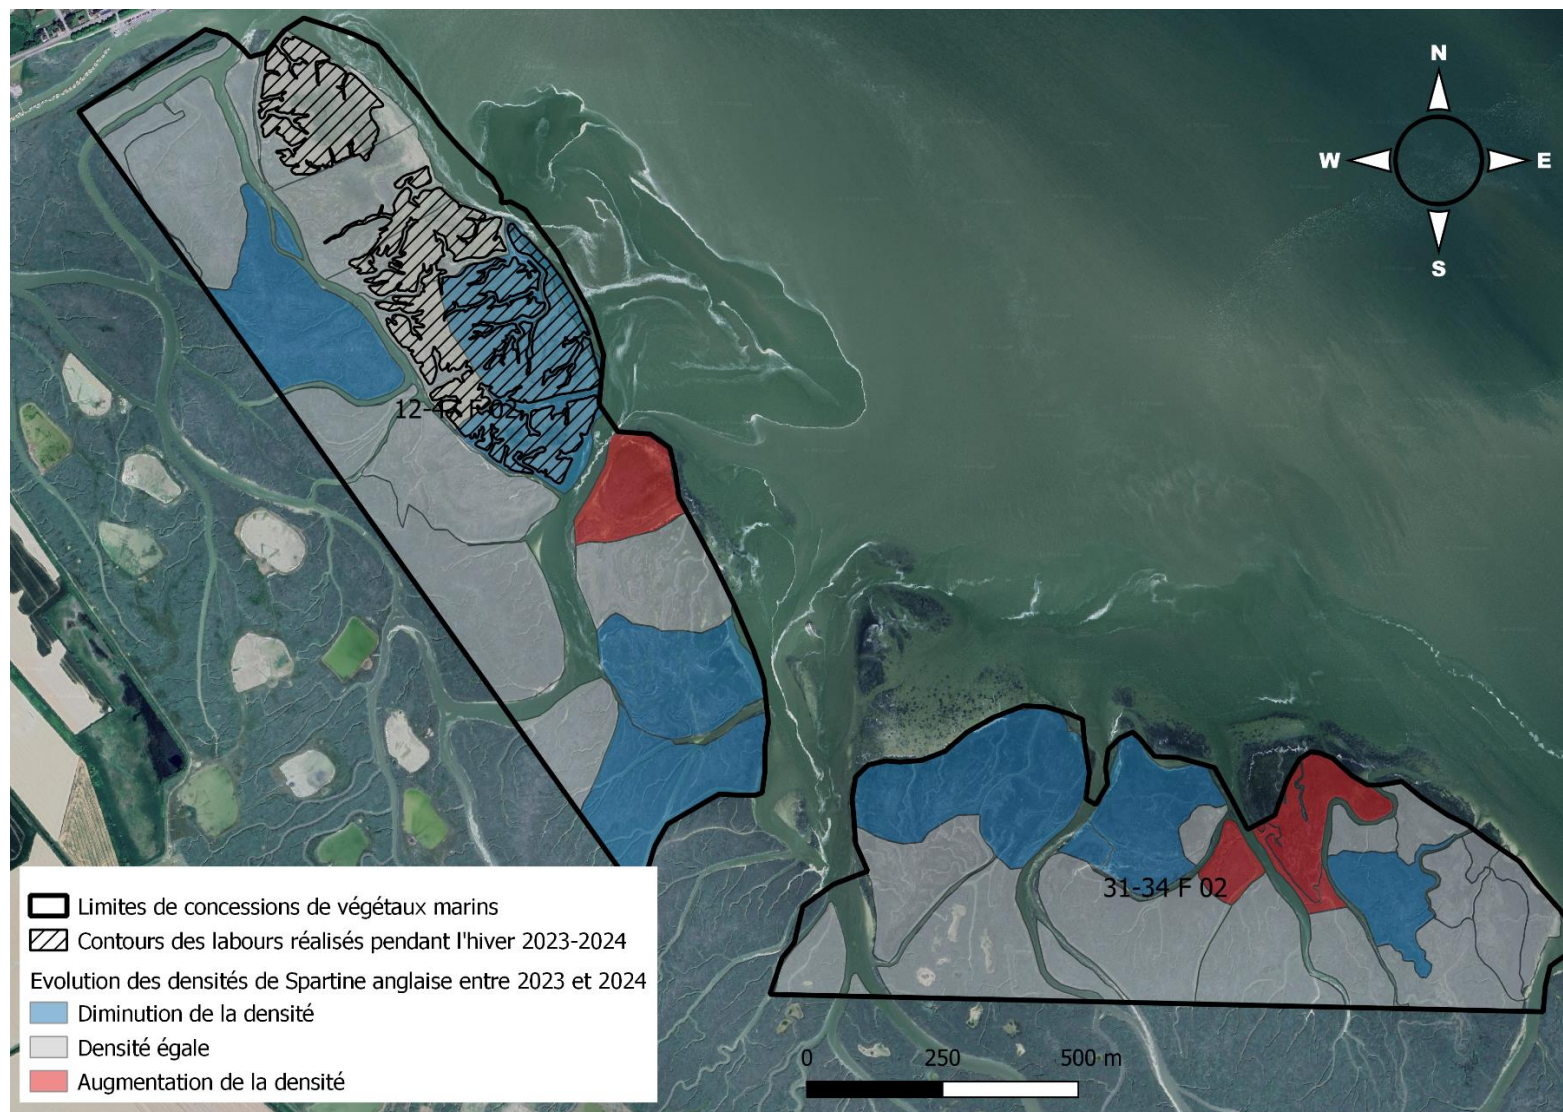 N
W
E
S
12-47 F 02
31-34 F 02
Limites de concessions de végétaux marins
Contours des labours réalisés pendant l'hiver 2023-2024
Evolution des densités de Spartine anglaise entre 2023 et 2024
Diminution de la densité
Densité égale
Augmentation de la densité
0 250 500 m